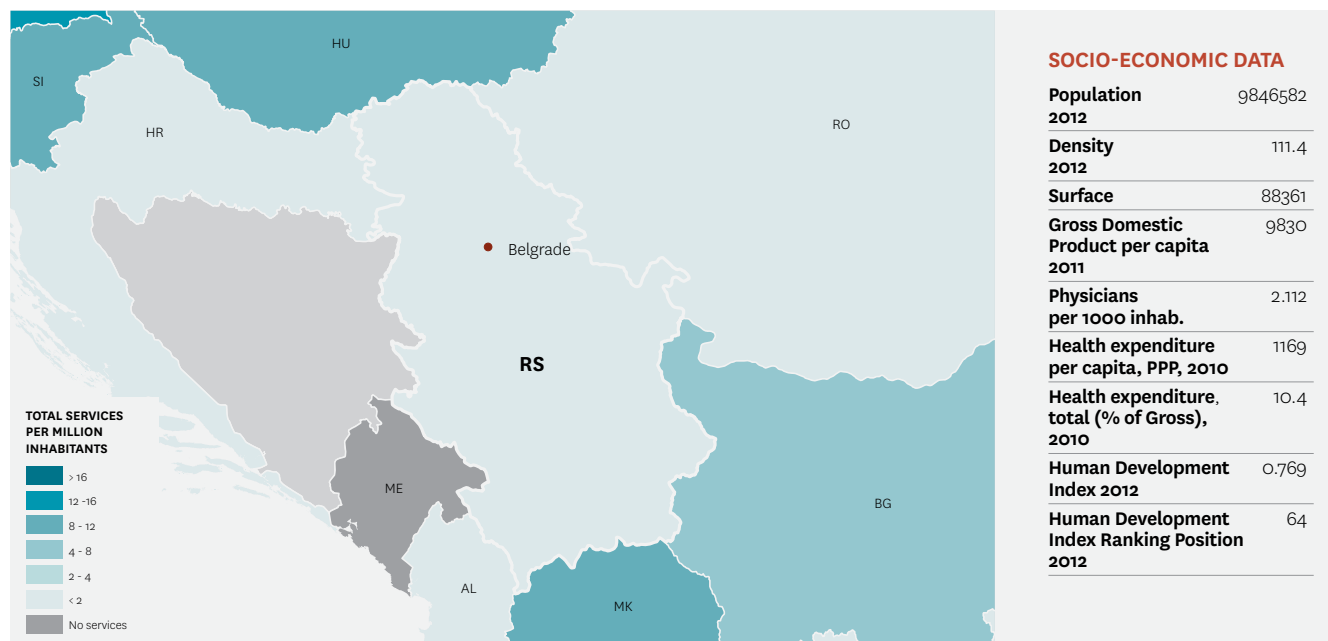 HU
SI
HR
RO
Belgrade
RS
ME
BG
AL
MK
TOTAL SERVICES
PER MILLION
INHABITANTS
> 16
12 -16
8 - 12
4 - 8
2 - 4
< 2
No services
SOCIO-ECONOMIC DATA
Population 9846582
2012
Density 111.4
2012
Surface 88361
Gross Domestic 9830
Product per capita
2011
Physicians 2.112
per 1000 inhab.
Health expenditure 1169
per capita, PPP, 2010
Health expenditure, 10.4
total (% of Gross),
2010
Human Development 0.769
Index 2012
Human Development 64
Index Ranking Position
2012